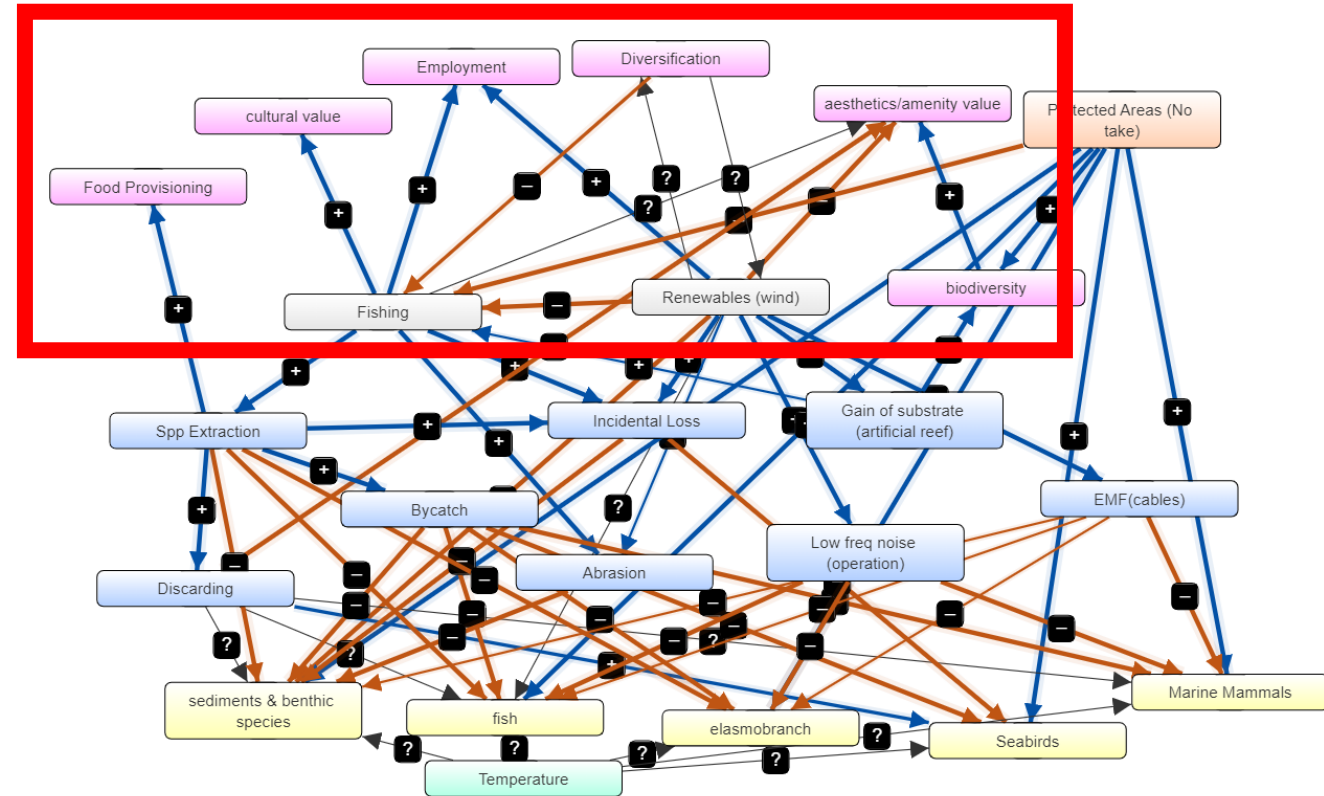 Employment
Diversification
cultural value
aesthetics/amenity value
tected Areas (No
take)
Food Provisioning
Fishing
Renewables (wind)
biodiversity
Spp Extraction
Incidental Loss
Gain of substrate
(artificial reef)
EMF(cables)
Bycatch
Low freq noise
(operation)
Discarding
Abrasion
sediments & benthic
species
fish
elasmobranch
Seabirds
Marine Mammals
Temperature